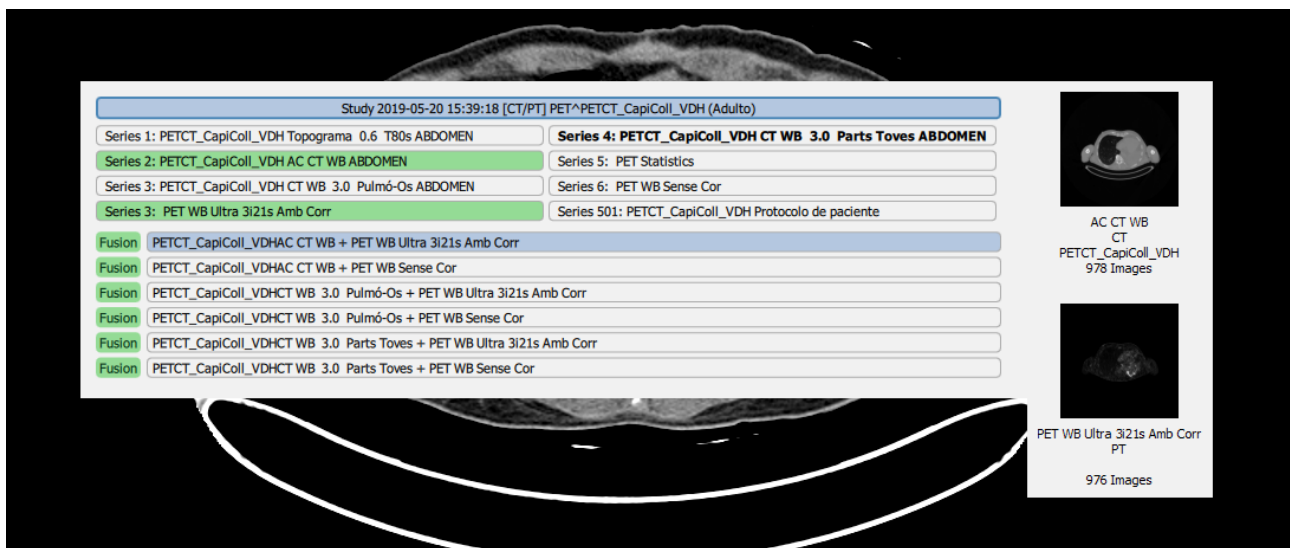 Study 2019-05-20 15:39:18 [CT/PT] PET^PETCT_CapiColl_VDH (Adulto)
Series 1: PETCT_CapiColl_VDH Topograma 0.6 T80s ABDOMEN
Series 4: PETCT_CapiColl_VDH CT WB 3.0 Parts Toves ABDOMEN
Series 2: PETCT_CapiColl_VDH AC CT WB ABDOMEN
Series 5: PET Statistics
Series 3: PETCT_CapiColl_VDH CT WB 3.0 Pulmó-Os ABDOMEN
Series 6: PET WB Sense Cor
Series 3: PET WB Ultra 3i21s Amb Corr
Series 501: PETCT_CapiColl_VDH Protocolo de paciente
Fusion PETCT_CapiColl_VDHAC CT WB + PET WB Ultra 3i21s Amb Corr
Fusion PETCT_CapiColl_VDHAC CT WB + PET WB Sense Cor
Fusion PETCT_CapiColl_VDHCT WB 3.0 Pulmó-Os + PET WB Ultra 3i21s Amb Corr
Fusion PETCT_CapiColl_VDHCT WB 3.0 Pulmó-Os + PET WB Sense Cor
Fusion PETCT_CapiColl_VDHCT WB 3.0 Parts Toves + PET WB Ultra 3i21s Amb Corr
Fusion PETCT_CapiColl_VDHCT WB 3.0 Parts Toves + PET WB Sense Cor
AC CT WB
CT
PETCT_CapiColl_VDH
978 Images
PET WB Ultra 3i21s Amb Corr
PT
976 Images